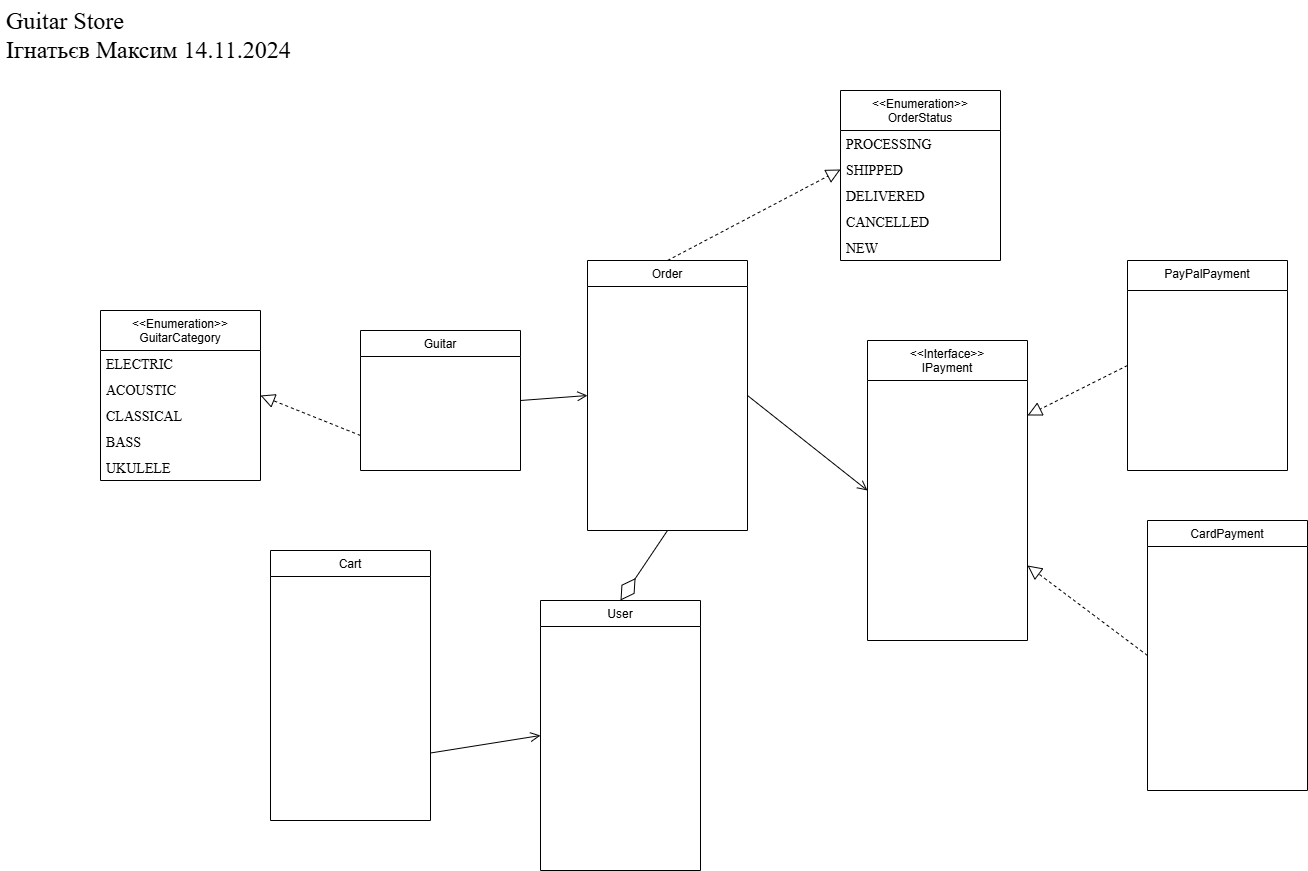 Guitar Store
Ігнатьєв Максим 14.11.2024
<<Enumeration>>
OrderStatus
PROCESSING
SHIPPED
DELIVERED
CANCELLED
NEW
Order
PayPalPayment
<<Enumeration>>
GuitarCategory
ELECTRIC
ACOUSTIC
CLASSICAL
BASS
UKULELE
Guitar
<<Interface>>
IPayment
CardPayment
Cart
User